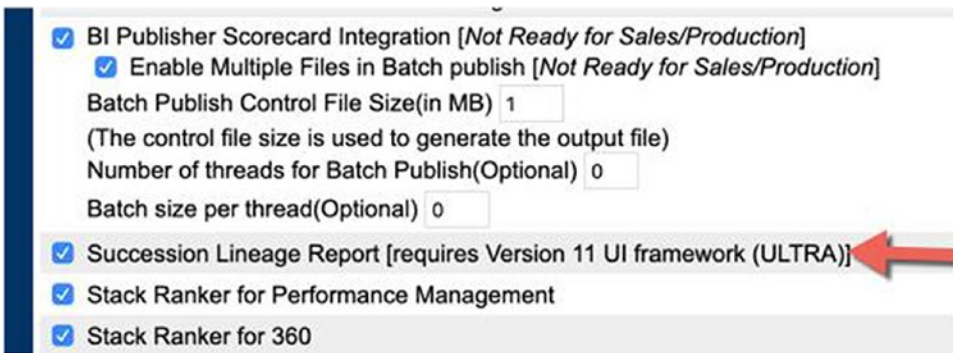 BI Publisher Scorecard Integration [Not Ready for Sales/Production]
Enable Multiple Files in Batch publish [Not Ready for Sales/Production]
Batch Publish Control File Size(in MB) 1
(The control file size is used to generate the output file)
Number of threads for Batch Publish(Optional) 0
Batch size per thread(Optional) 0
Succession Lineage Report [requires Version 11 UI framework (ULTRA)]
Stack Ranker for Performance Management
Stack Ranker for 360